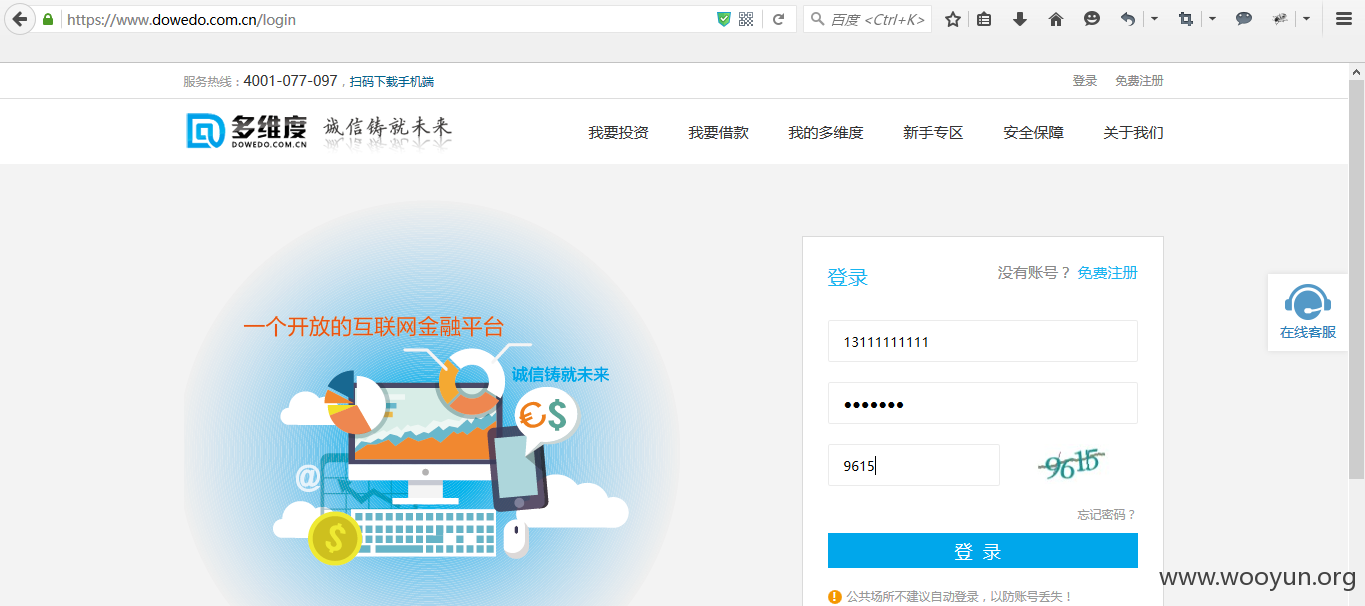 https://www.dowedo.com.cn/login
百度 <Ctrl+K>
服务热线：4001-077-097，扫码下载手机端
登录 免费注册
多维度
DOWEDO.COM.CN
诚信铸就未来
我要投资 我要借款 我的多维度 新手专区 安全保障 关于我们
一个开放的互联网金融平台
诚信铸就未来
€$
@
$
登录
没有账号？ 免费注册
13111111111
●●●●●●●
9615
9615
忘记密码？
登 录
公共场所不建议自动登录，以防账号丢失！
在线客服
www.wooyun.org